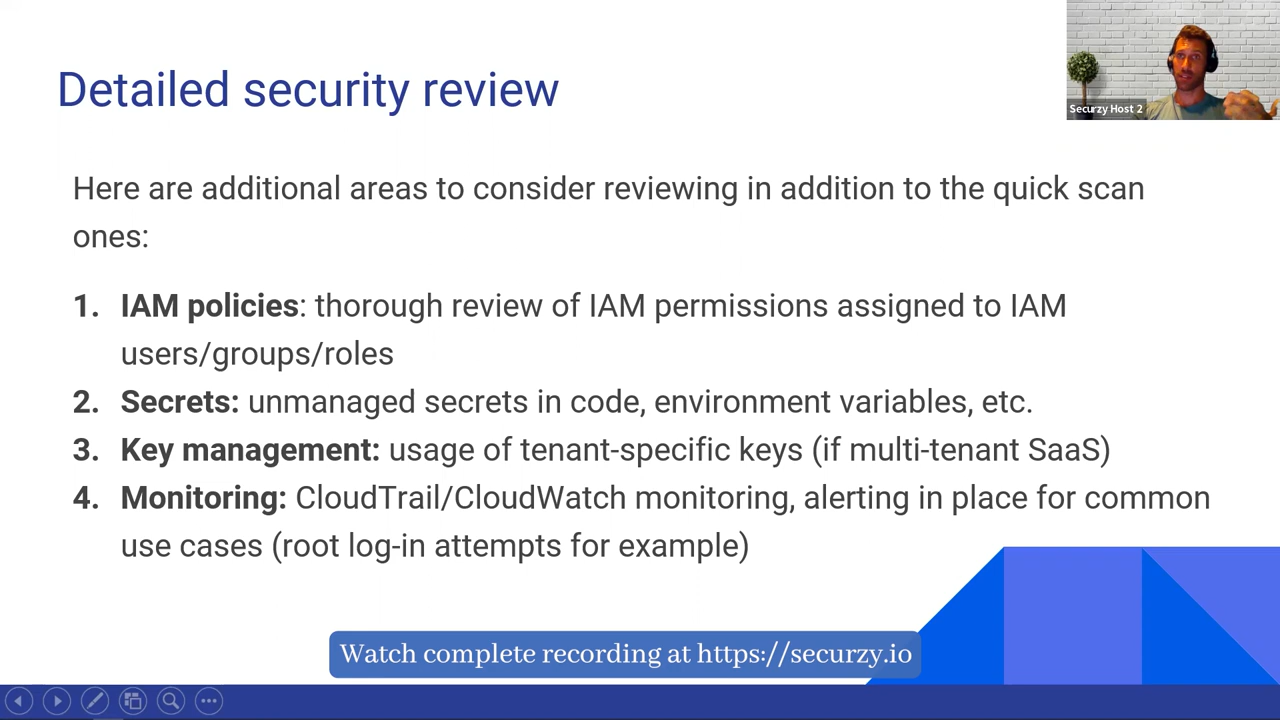 Detailed security review
Securzy Host 2
Here are additional areas to consider reviewing in addition to the quick scan
ones:
1. IAM policies: thorough review of IAM permissions assigned to IAM
users/groups/roles
2. Secrets: unmanaged secrets in code, environment variables, etc.
3. Key management: usage of tenant-specific keys (if multi-tenant SaaS)
4. Monitoring: CloudTrail/CloudWatch monitoring, alerting in place for common
use cases (root log-in attempts for example)
Watch complete recording at https://securzy.io